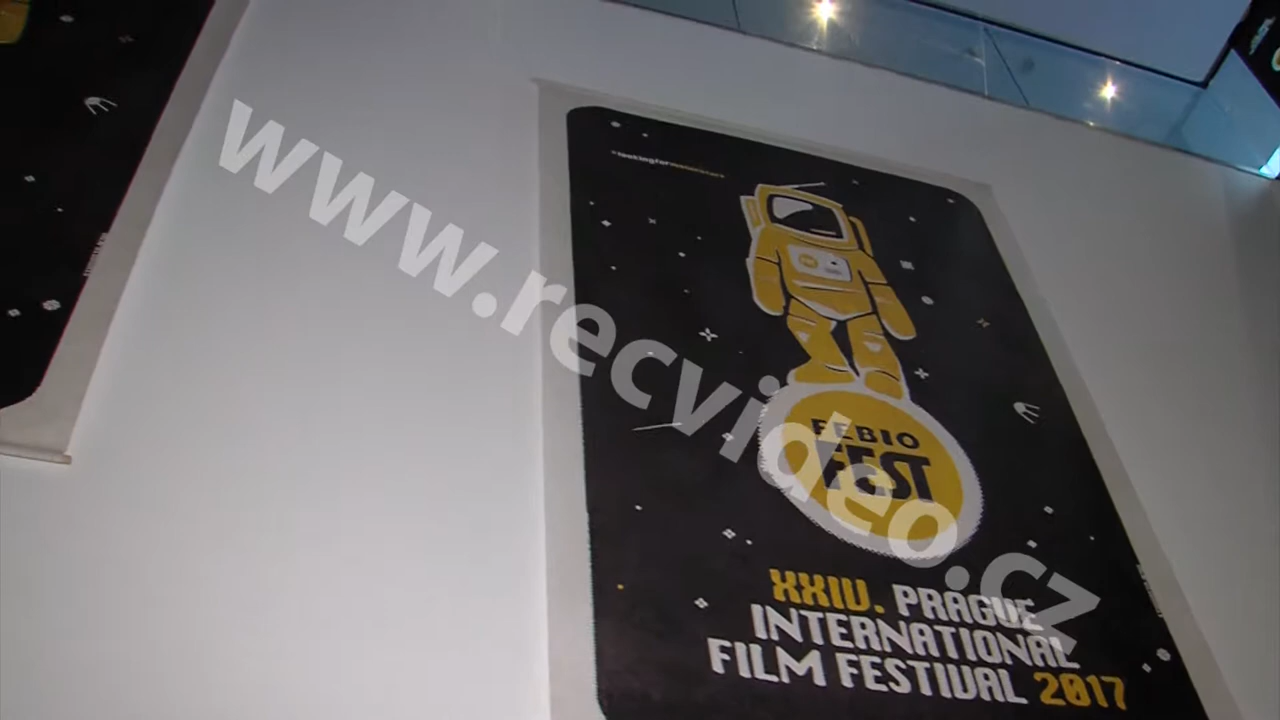 www.recvideo.cz
FEBIO
FEST
XXIV. PRAGUE
INTERNATIONAL
FILM FESTIVAL 2017